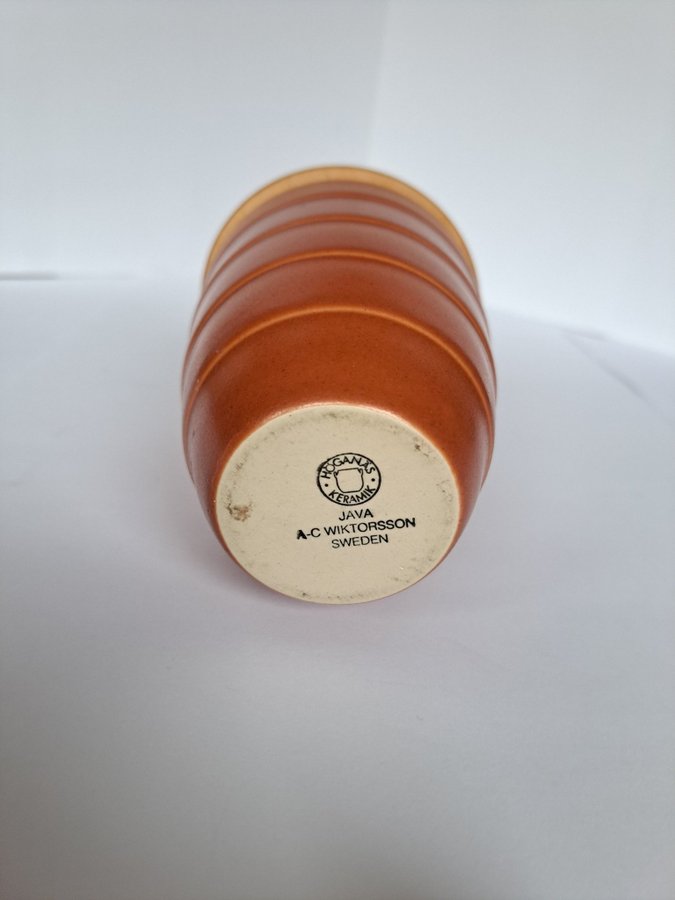 HÖGANÄS
KERAMIK
JAVA
A-C WIKTORSSON
SWEDEN